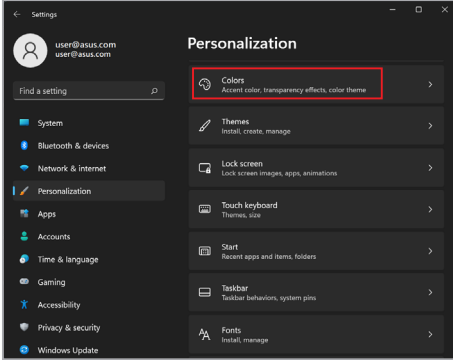 Settings
user@asus.com
user@asus.com
Find a setting
System
Bluetooth & devices
Network & internet
Personalization
Apps
Accounts
Time & language
Gaming
Accessibility
Privacy & security
Windows Update
Personalization
Colors
Accent color, transparency effects, color theme
Themes
Install, create, manage
Lock screen
Lock screen images, apps, animations
Touch keyboard
Themes, size
Start
Recent apps and items, folders
Taskbar
Taskbar behaviors, system pins
Fonts
Install, manage